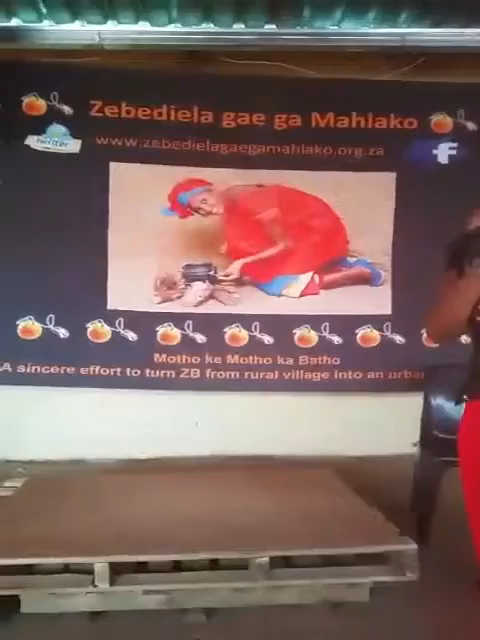 Zebediela gae ga Mahlako
twitter
www.zebedielagaegamahlako.org.za
f
Motho ke Motho ka Batho
A sincere effort to turn ZB from rural village into an